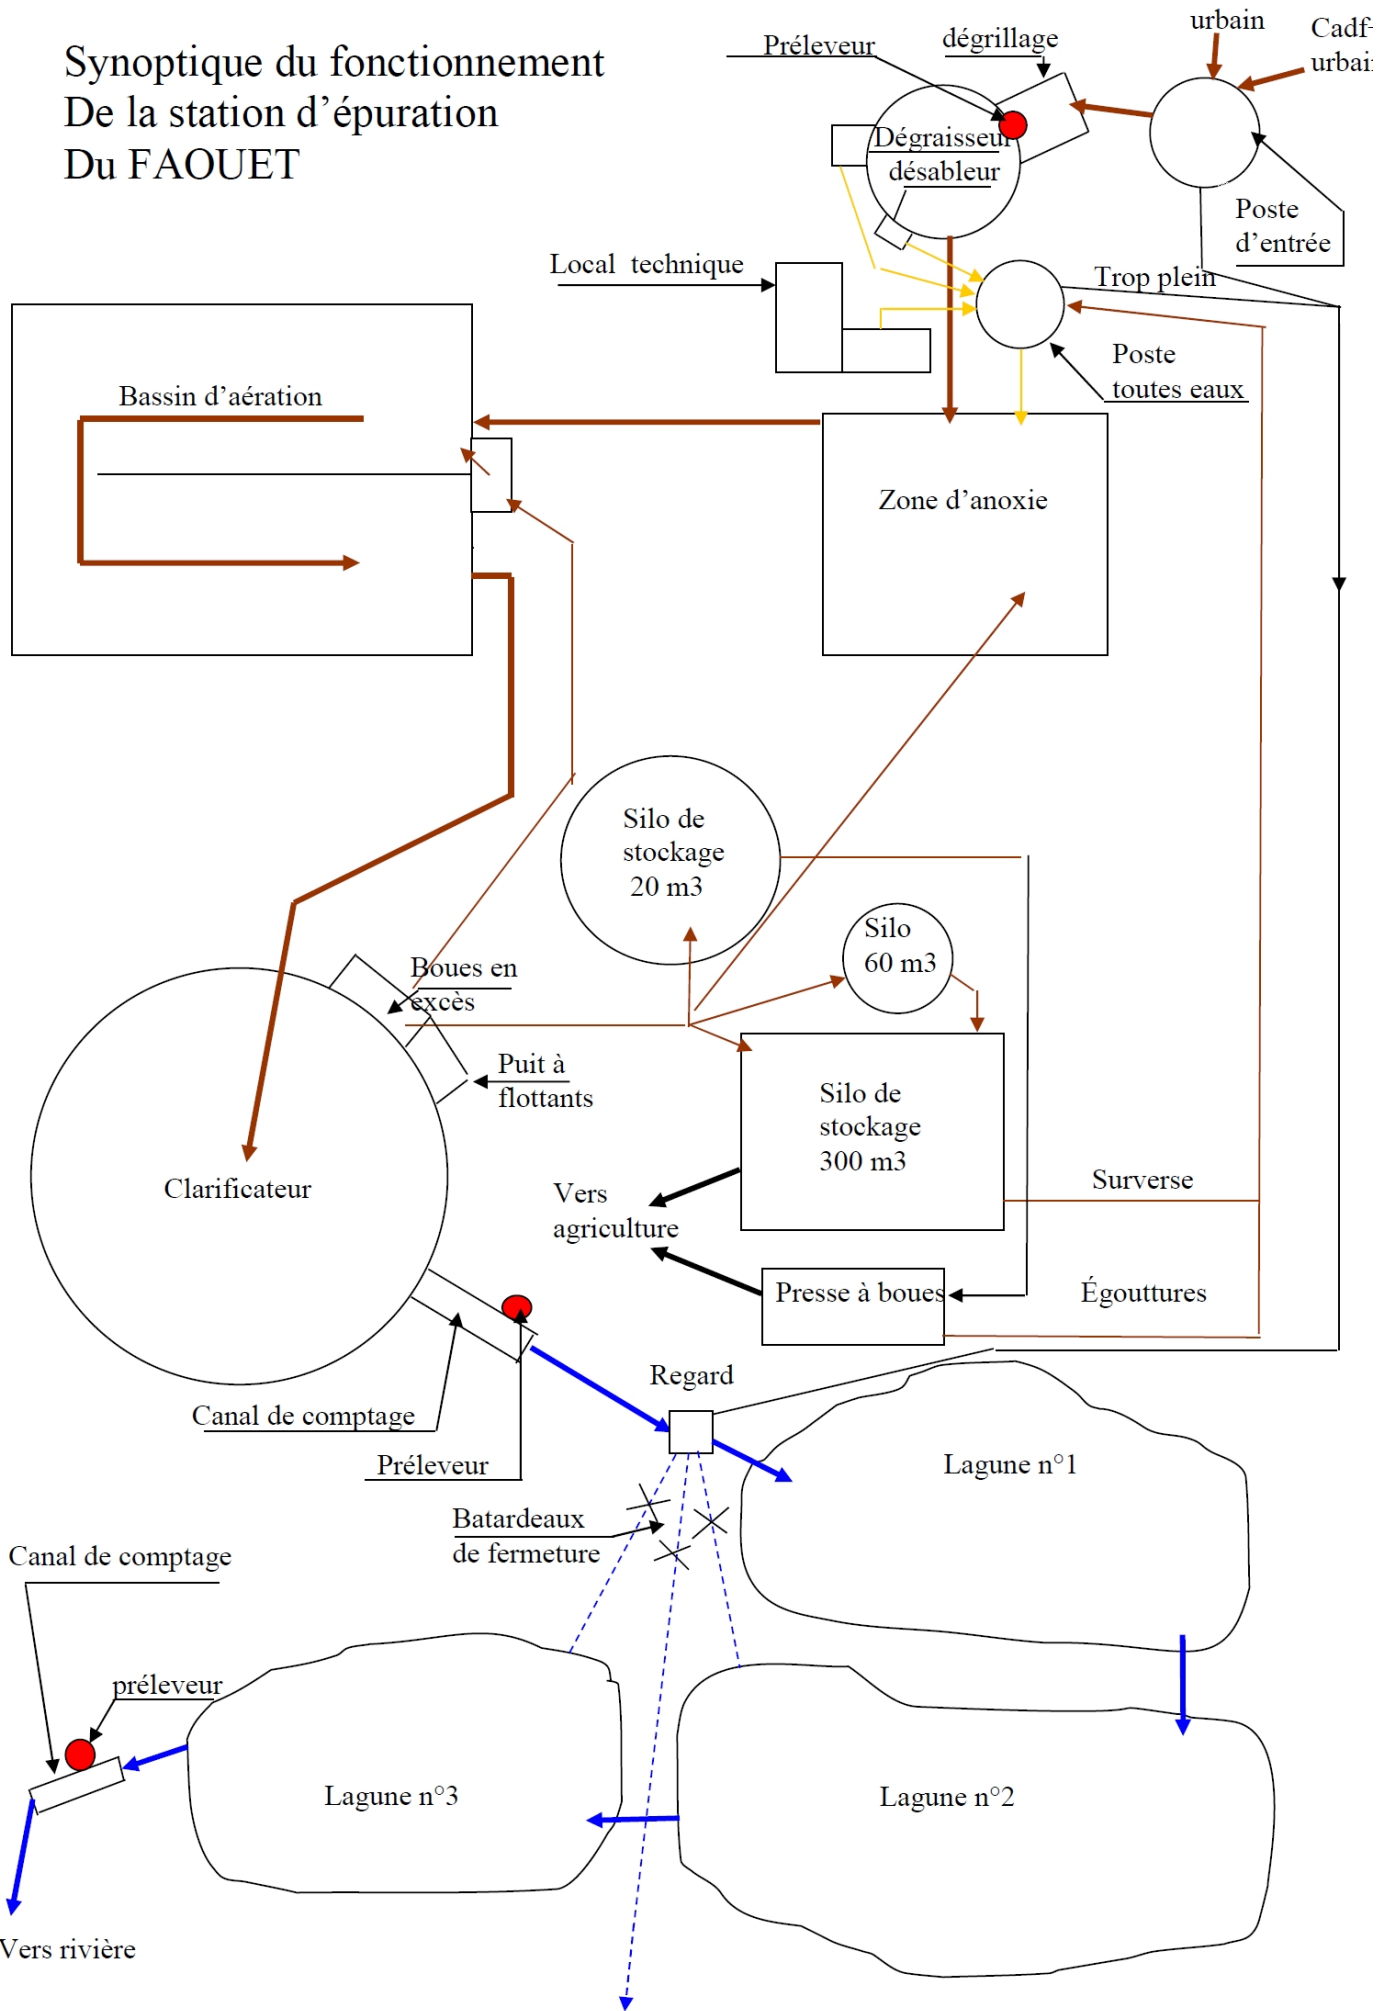 Synoptique du fonctionnement
De la station d’épuration
Du FAOUET
Préleveur
dégrillage
urbain
Cadf-
urbain
Dégraisseur
désableur
Poste
d’entrée
Local technique
Trop plein
Poste
toutes eaux
Bassin d’aération
Zone d’anoxie
Silo de
stockage
20 m3
Silo
60 m3
Boues en
excès
Puit à
flottants
Silo de
stockage
300 m3
Clarificateur
Vers
agriculture
Surverse
Presse à boues
Égouttures
Regard
Canal de comptage
Préleveur
Lagune n°1
Batardeaux
de fermeture
Canal de comptage
préleveur
Lagune n°3
Lagune n°2
Vers rivière